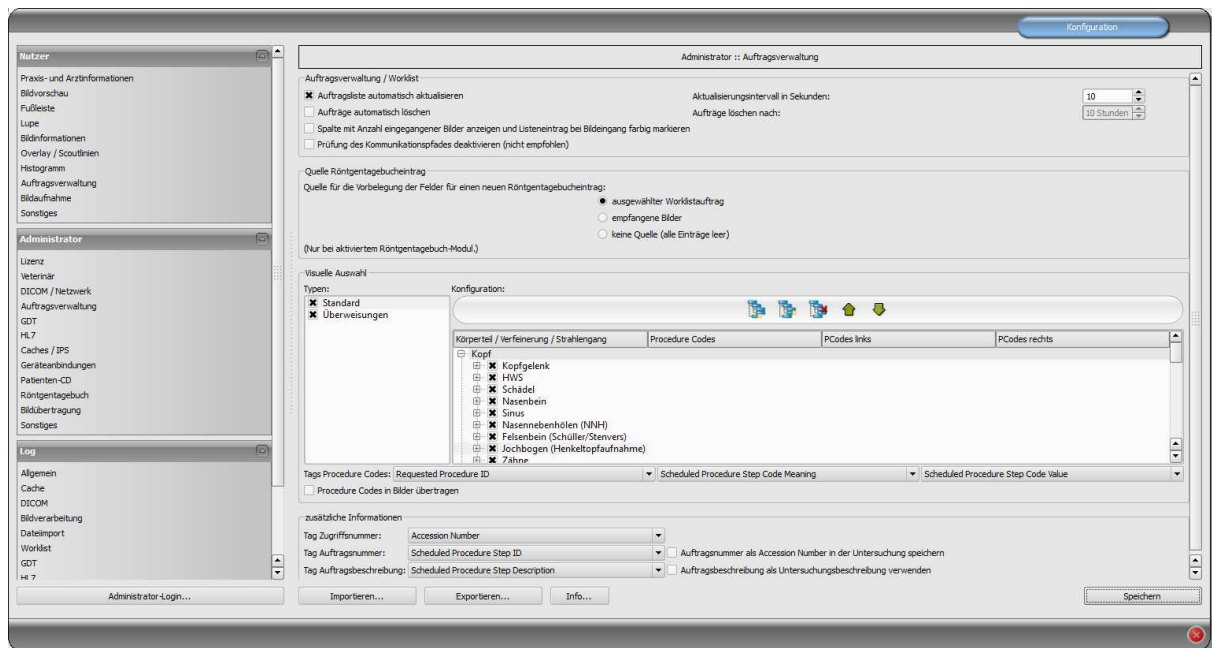 Konfiguration
Nutzer
Praxis- und Arztinformationen
Bildvorschau
Fußleiste
Lupe
Bildinformationen
Overlay / Scoutlinien
Histogramm
Auftragsverwaltung
Bildaufnahme
Sonstiges
Administrator
Lizenz
Veterinär
DICOM / Netzwerk
Auftragsverwaltung
GDT
HL7
Caches / IPS
Geräteanbindungen
Patienten-CD
Röntgentagebuch
Bildübertragung
Sonstiges
Log
Allgemein
Cache
DICOM
Bildverarbeitung
Dateiimport
Worklist
GDT
HL7
Administrator-Login...
Administrator :: Auftragsverwaltung
Auftragsverwaltung / Worklist
Auftragsliste automatisch aktualisieren Aktualisierungsintervall in Sekunden: 10
Aufträge automatisch löschen Aufträge löschen nach: 10 Stunden
Spalte mit Anzahl eingegangener Bilder anzeigen und Listeneintrag bei Bildeingang farbig markieren
Prüfung des Kommunikationspfades deaktivieren (nicht empfohlen)
Quelle Röntgentagebucheintrag
Quelle für die Vorbelegung der Felder für einen neuen Röntgentagebucheintrag:
ausgewählter Worklistauftrag
empfangene Bilder
keine Quelle (alle Einträge leer)
(Nur bei aktiviertem Röntgentagebuch-Modul.)
Visuelle Auswahl
Typen: Konfiguration:
Standard
Überweisungen
Körperteil / Verfeinerung / Strahlengang Procedure Codes PCodes links PCodes rechts
Kopf
Kopfgelenk
HWS
Schädel
Nasenbein
Sinus
Nasennebenhölen (NNH)
Felsenbein (Schüller/Stenvers)
Jochbogen (Henkeltopfaufnahme)
Zähne
Tags Procedure Codes: Requested Procedure ID Scheduled Procedure Step Code Meaning Scheduled Procedure Step Code Value
Procedure Codes in Bilder übertragen
zusätzliche Informationen
Tag Zugriffsnummer: Accession Number
Tag Auftragsnummer: Scheduled Procedure Step ID Auftragsnummer als Accession Number in der Untersuchung speichern
Tag Auftragsbeschreibung: Scheduled Procedure Step Description Auftragsbeschreibung als Untersuchungsbeschreibung verwenden
Importieren... Exportieren... Info... Speichern